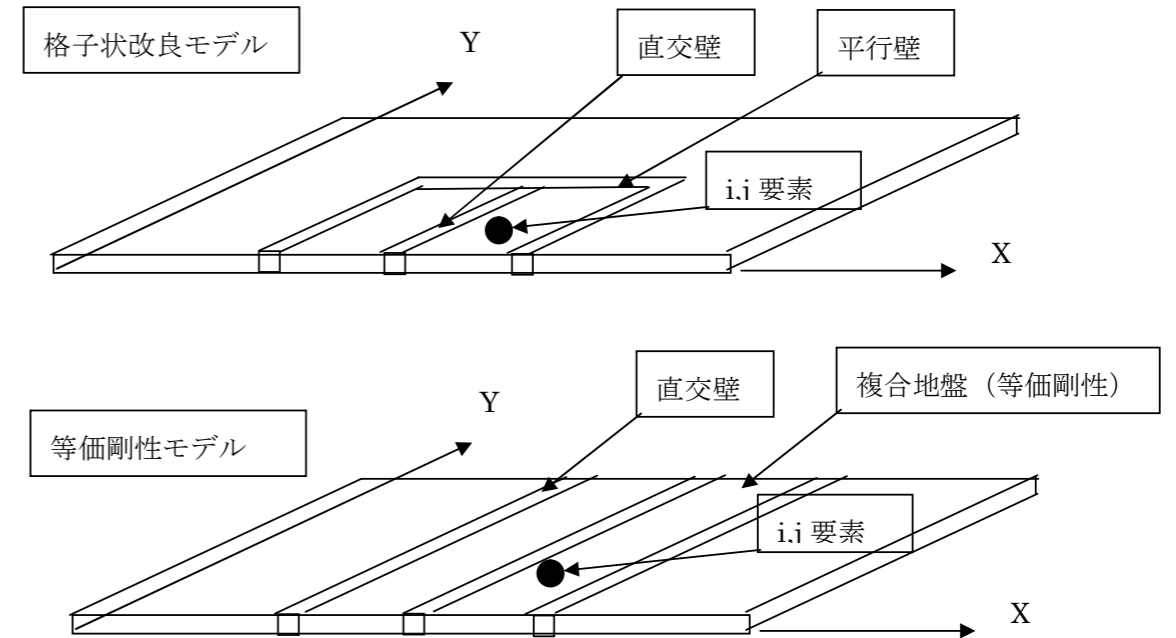 格子状改良モデル
Y
直交壁
平行壁
i,j 要素
X
等価剛性モデル
Y
直交壁
複合地盤（等価剛性）
i,j 要素
X